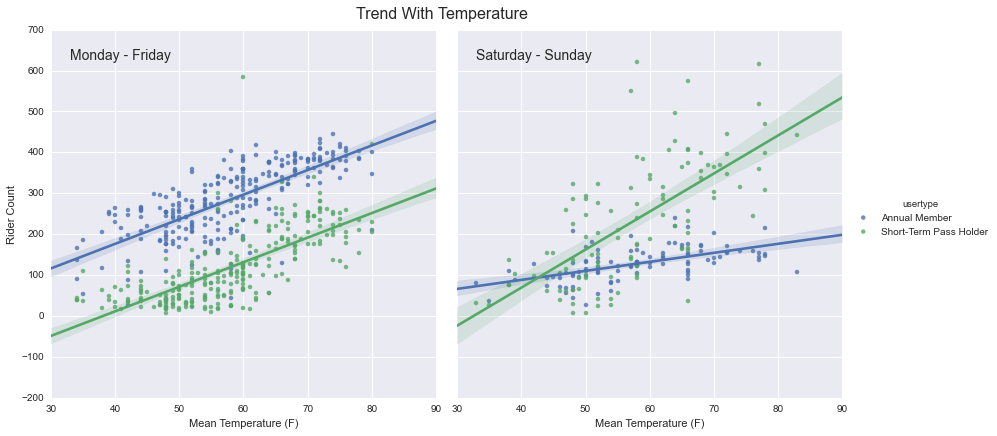 Trend With Temperature
Monday - Friday
Saturday - Sunday
Rider Count
700
600
500
400
300
200
100
0
−100
−200
30 40 50 60 70 80 90
30 40 50 60 70 80 90
Mean Temperature (F)
Mean Temperature (F)
usertype
Annual Member
Short-Term Pass Holder